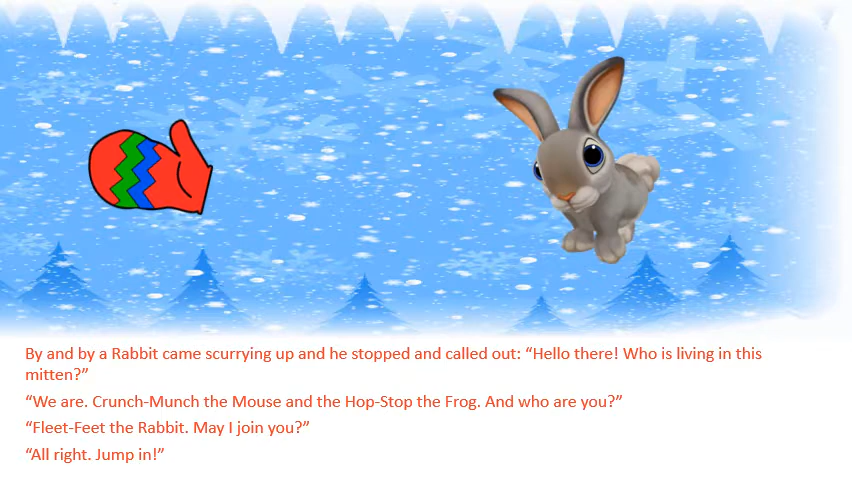 By and by a Rabbit came scurrying up and he stopped and called out: “Hello there! Who is living in this
mitten?”
“We are. Crunch-Munch the Mouse and the Hop-Stop the Frog. And who are you?”
“Fleet-Feet the Rabbit. May I join you?”
“All right. Jump in!”